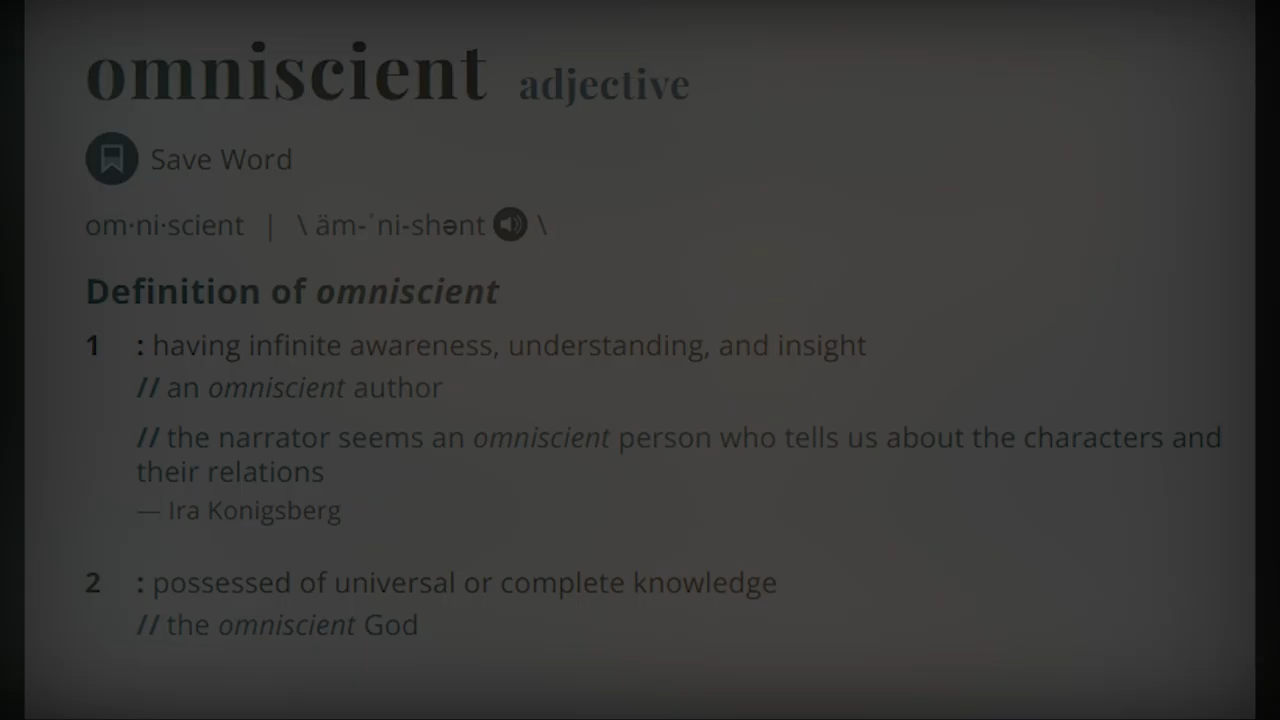 omniscient adjective
Save Word
om·ni·scient | \ äm-ˈni-shənt \
Definition of omniscient
1 : having infinite awareness, understanding, and insight
// an omniscient author
// the narrator seems an omniscient person who tells us about the characters and
their relations
— Ira Konigsberg
2 : possessed of universal or complete knowledge
// the omniscient God